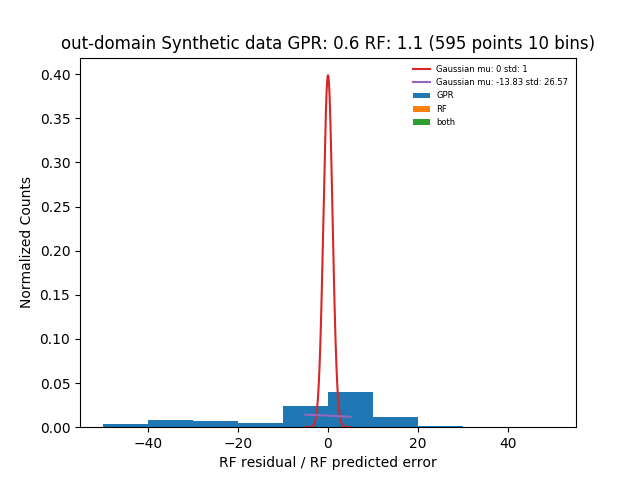 out-domain Synthetic data GPR: 0.6 RF: 1.1 (595 points 10 bins)
Gaussian mu: 0 std: 1
Gaussian mu: -13.83 std: 26.57
GPR
RF
both
Normalized Counts
0.40
0.35
0.30
0.25
0.20
0.15
0.10
0.05
0.00
−40
−20
0
20
40
RF residual / RF predicted error